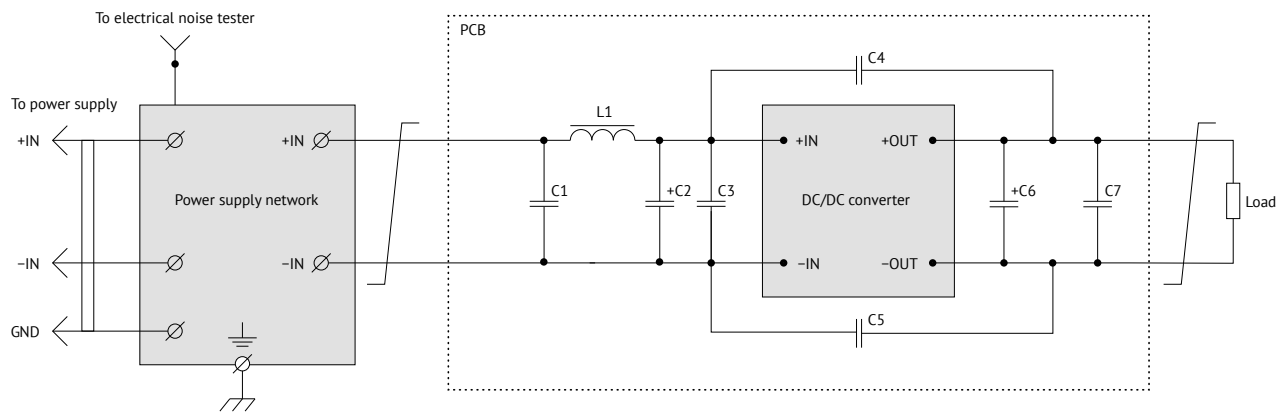 To electrical noise tester
PCB
C4
To power supply
L1
+IN
+IN
+IN
+OUT
C1
+C2
C3
Power supply network
DC/DC converter
+C6
C7
Load
−IN
−IN
−IN
−OUT
GND
C5